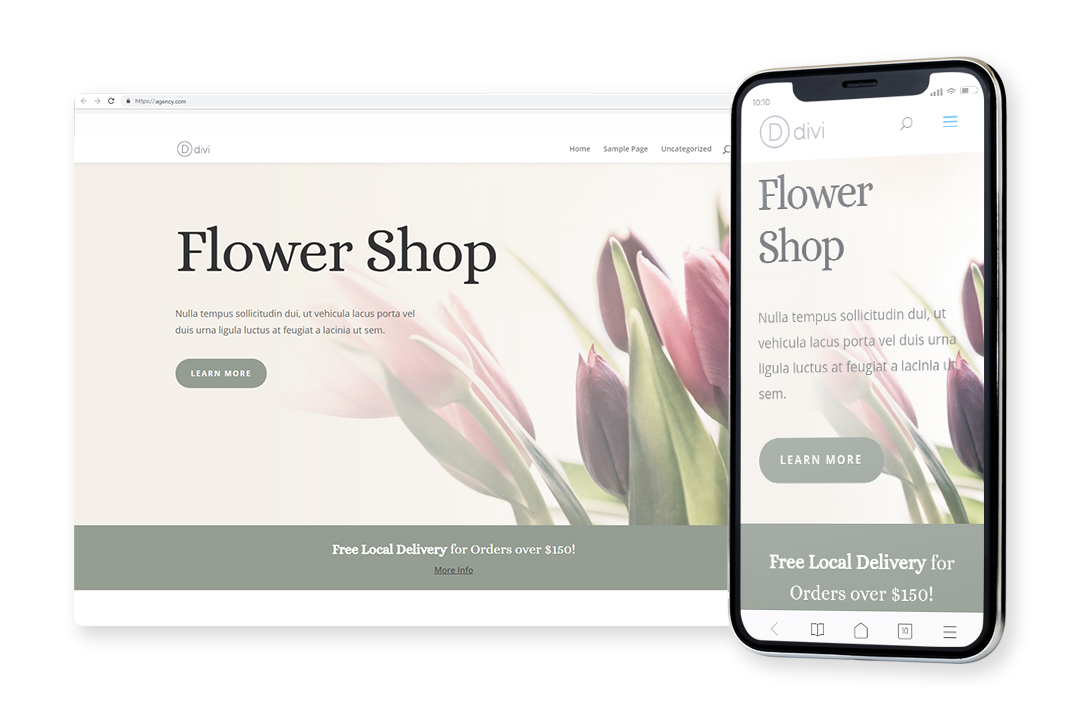 https://agency.com
D divi
Home Sample Page Uncategorized
Flower Shop
Nulla tempus sollicitudin dui, ut vehicula lacus porta vel
duis urna ligula luctus at feugiat a lacinia ut sem.
LEARN MORE
Free Local Delivery for Orders over $150!
More Info
10:10
D divi
Flower
Shop
Nulla tempus sollicitudin dui, ut
vehicula lacus porta vel duis urna
ligula luctus at feugiat a lacinia ut
sem.
LEARN MORE
Free Local Delivery for
Orders over $150!
10